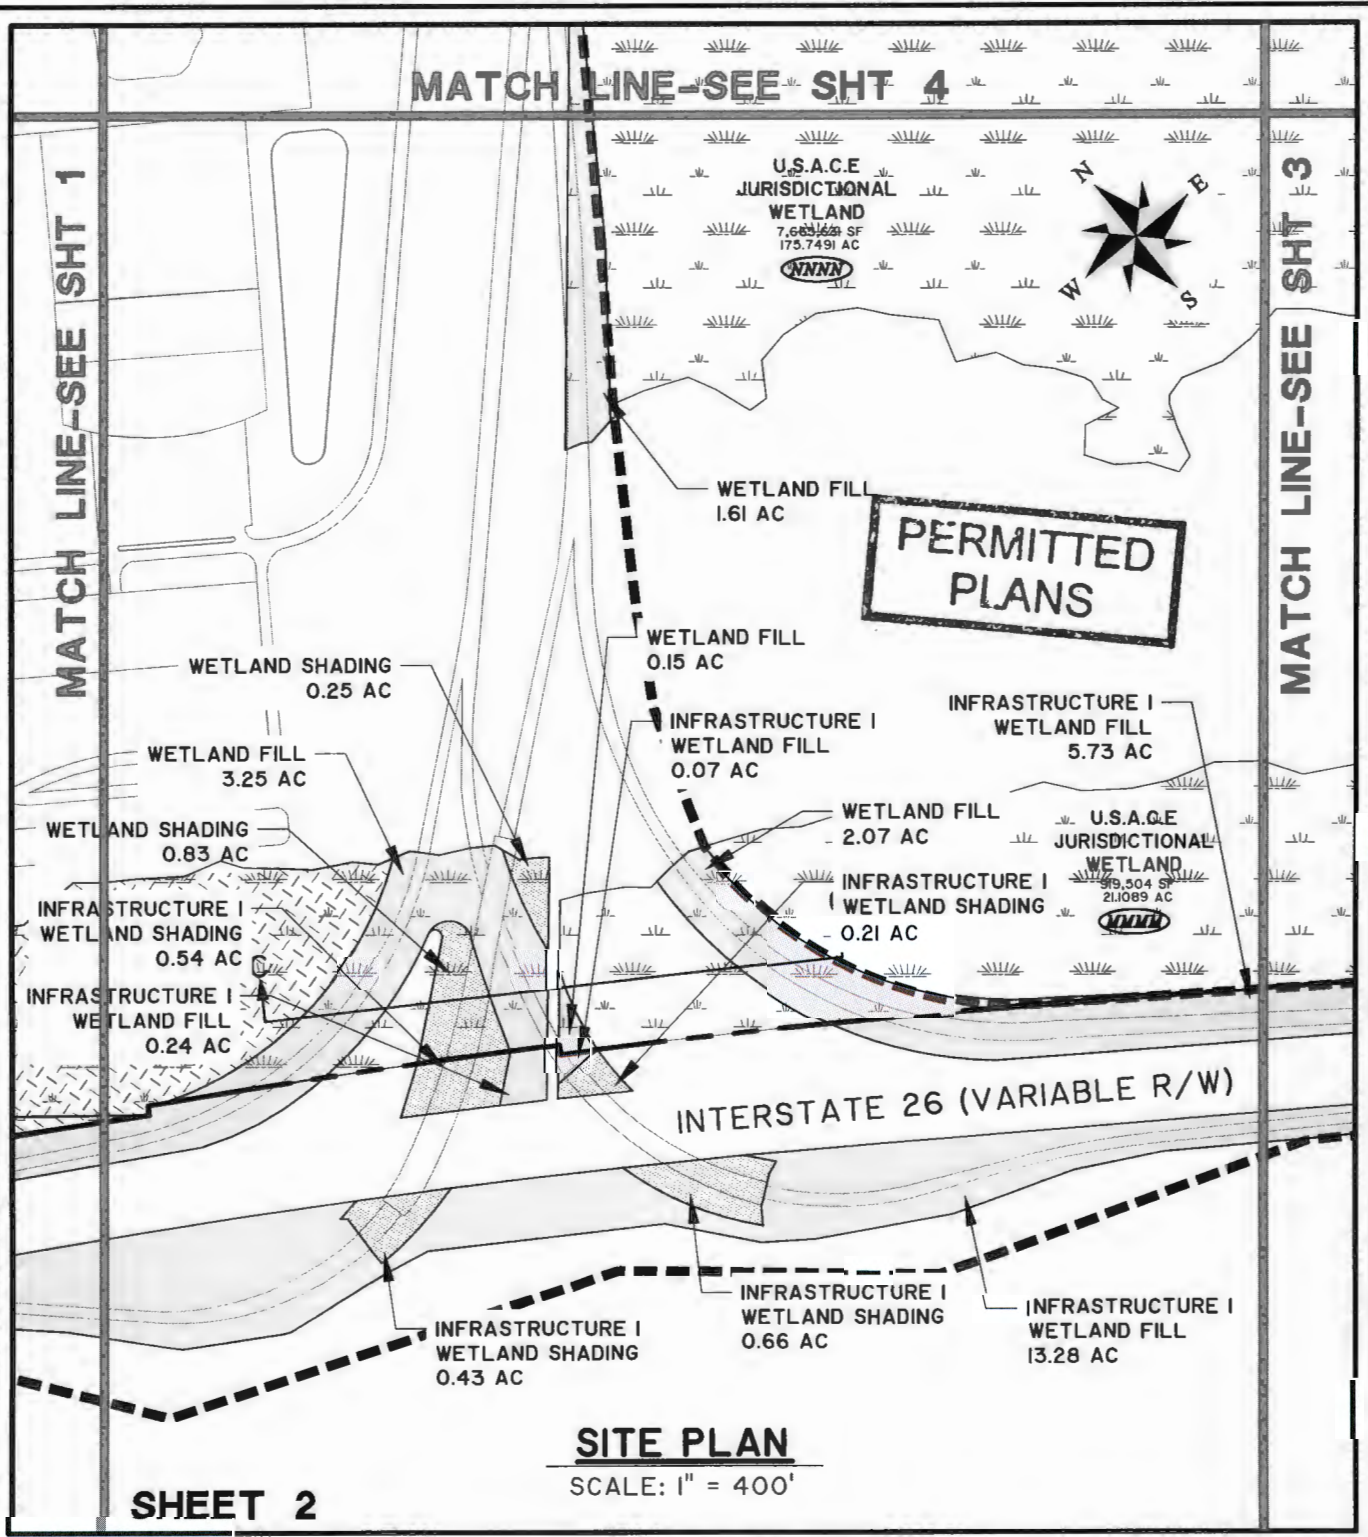 MATCH LINE-SEE SHT 4
MATCH LINE-SEE SHT 1
MATCH LINE-SEE SHT 3
U.S.A.C.E
JURISDICTIONAL
WETLAND
SF
175.7491 AC
NNNN
N
E
W
S
WETLAND FILL
1.61 AC
PERMITTED
PLANS
WETLAND FILL
0.15 AC
WETLAND SHADING
0.25 AC
INFRASTRUCTURE I
WETLAND FILL
0.07 AC
INFRASTRUCTURE I
WETLAND FILL
5.73 AC
WETLAND FILL
3.25 AC
WETLAND FILL
2.07 AC
WETLAND SHADING
0.83 AC
U.S.A.C.E
JURISDICTIONAL
WETLAND
919,504 SF
21.1089 AC
MMMM
INFRASTRUCTURE I
WETLAND SHADING
0.21 AC
INFRASTRUCTURE I
WETLAND SHADING
0.54 AC
C
INFRASTRUCTURE I
WETLAND FILL
0.24 AC
INTERSTATE 26 (VARIABLE R/W)
INFRASTRUCTURE I
WETLAND SHADING
0.66 AC
INFRASTRUCTURE I
WETLAND FILL
13.28 AC
INFRASTRUCTURE I
WETLAND SHADING
0.43 AC
SITE PLAN
SCALE: 1" = 400'
SHEET 2